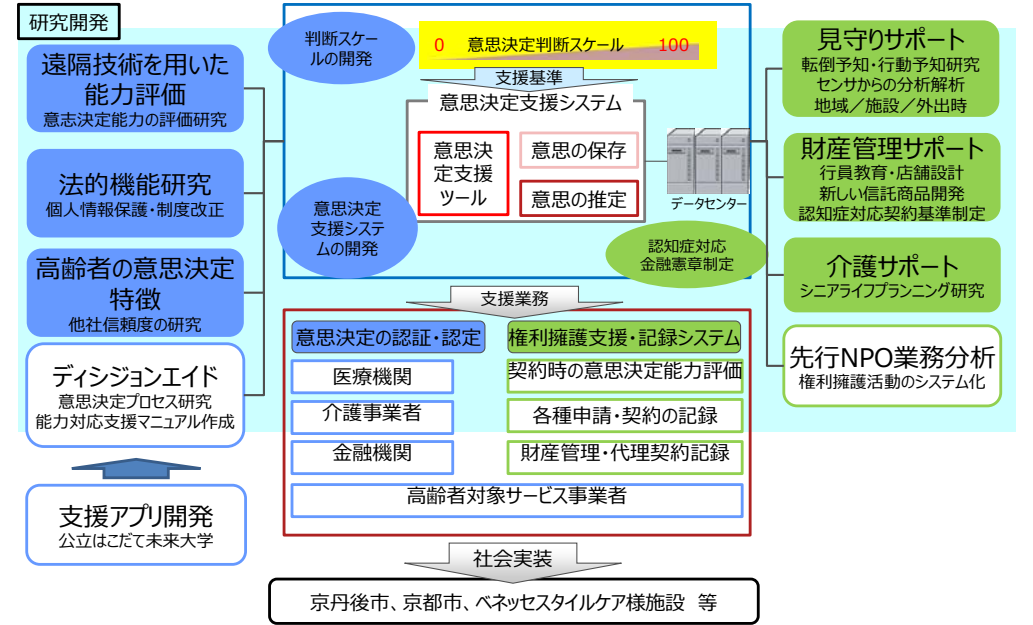 研究開発
遠隔技術を用いた
能力評価
意志決定能力の評価研究
法的機能研究
個人情報保護・制度改正
高齢者の意思決定
特徴
他社信頼度の研究
ディシジョンエイド
意思決定プロセス研究
能力対応支援マニュアル作成
支援アプリ開発
公立はこだて未来大学
判断スケー
ルの開発
0 意思決定判断スケール 100
支援基準
意思決定支援システム
意思決
定支援
ツール
意思の保存
意思の推定
データセンター
意思決定
支援システ
ムの開発
認知症対応
金融憲章制定
支援業務
意思決定の認証・認定
医療機関
介護事業者
金融機関
権利擁護支援・記録システム
契約時の意思決定能力評価
各種申請・契約の記録
財産管理・代理契約記録
高齢者対象サービス事業者
社会実装
京丹後市、京都市、ベネッセスタイルケア様施設 等
見守りサポート
転倒予知・行動予知研究
センサからの分析解析
地域／施設／外出時
財産管理サポート
行員教育・店舗設計
新しい信託商品開発
認知症対応契約基準制定
介護サポート
シニアライフプランニング研究
先行NPO業務分析
権利擁護活動のシステム化